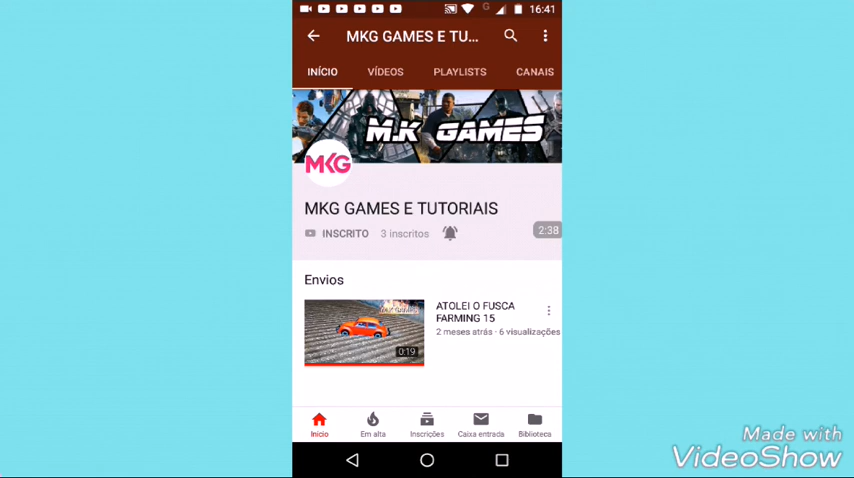 16:41
MKG GAMES E TU...
INÍCIO VÍDEOS PLAYLISTS CANAIS
M.K GAMES
MKG
MKG GAMES E TUTORIAIS
INSCRITO 3 inscritos
2:38
Envios
ATOLEI O FUSCA
FARMING 15
2 meses atrás · 6 visualizações
M.K GAMES
0:19
Início Em alta Inscrições Caixa entrada Biblioteca
Made with
VideoShow